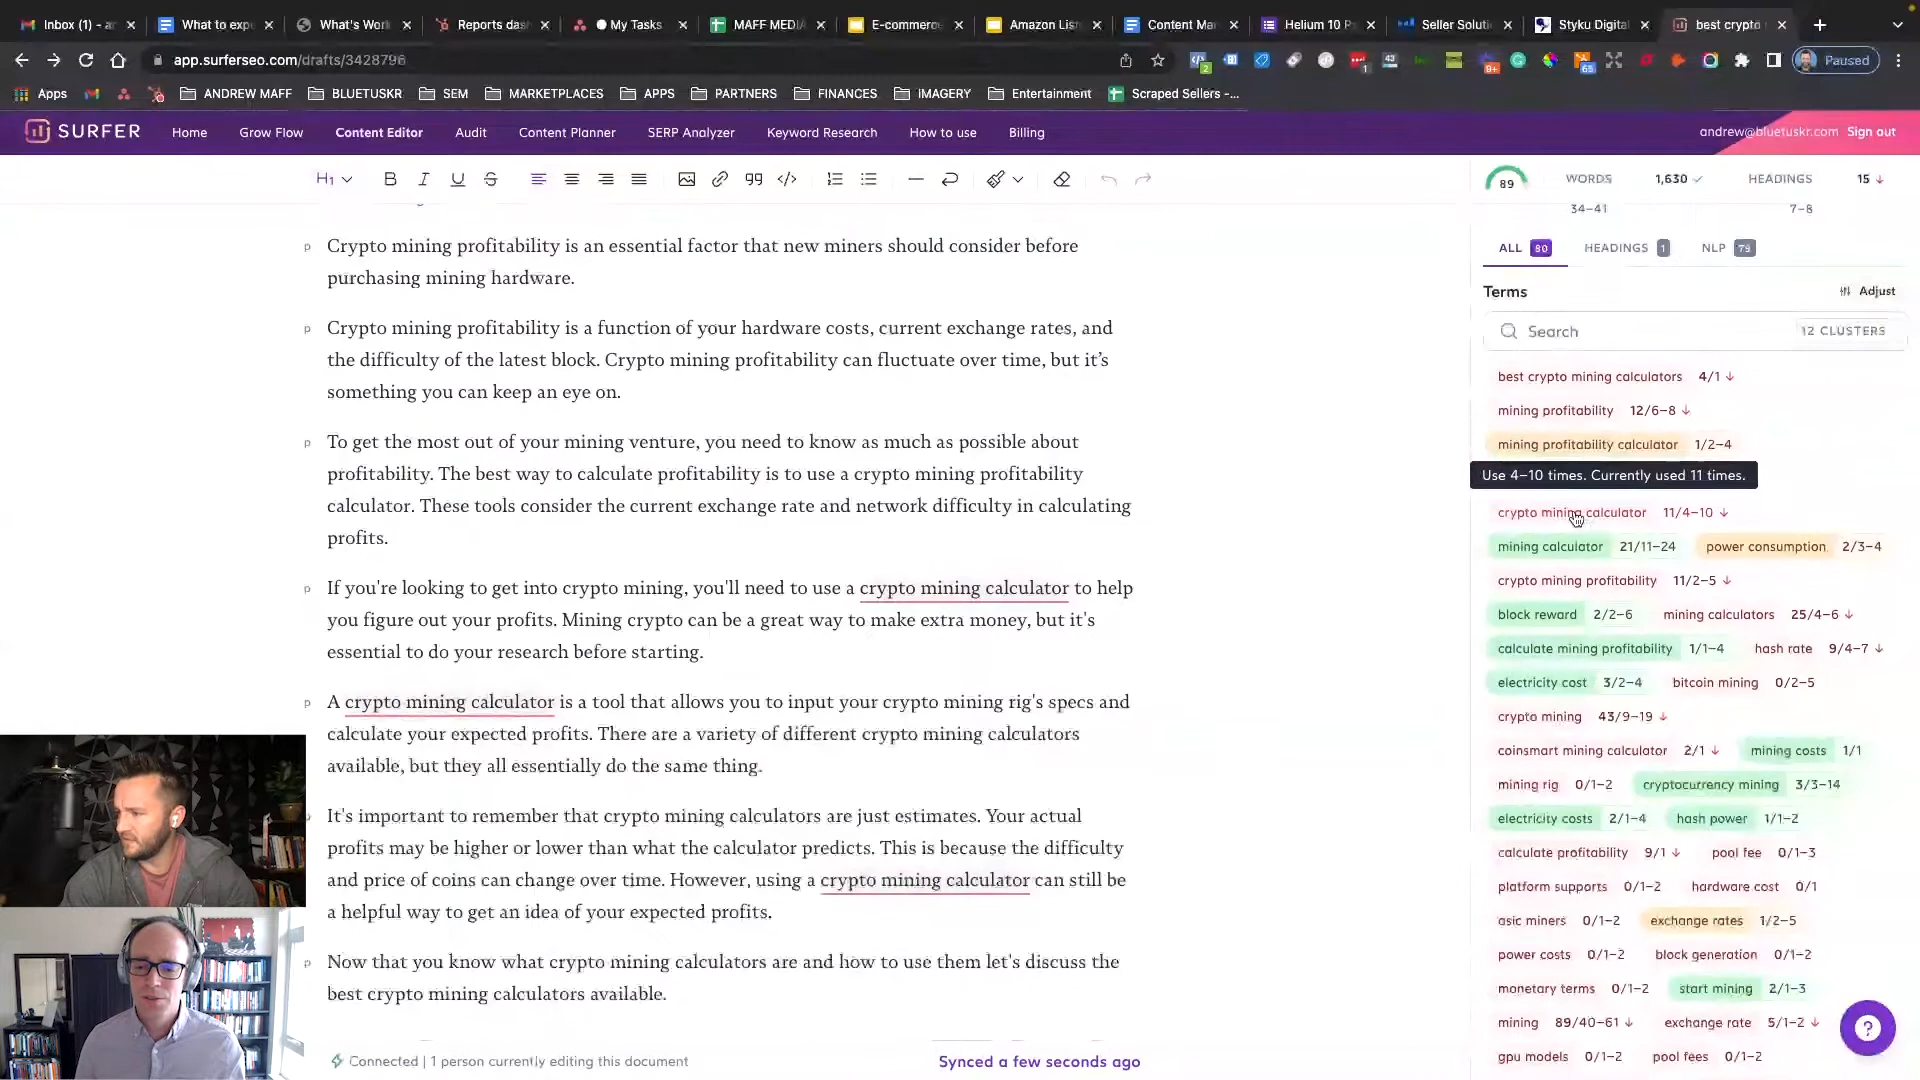 Inbox (1) - a
What to exp
What's Work
Reports das
My Tasks
MAFF MEDIA
E-commerce
Amazon List
Content Mar
Helium 10 P
Seller Soluti
Styku Digital
best crypto
app.surferseo.com/drafts/3428796
Paused
Apps
ANDREW MAFF
BLUETUSKR
SEM
MARKETPLACES
APPS
PARTNERS
FINANCES
IMAGERY
Entertainment
Scraped Sellers -...
SURFER
Home
Grow Flow
Content Editor
Audit
Content Planner
SERP Analyzer
Keyword Research
How to use
Billing
andrew@bluetuskr.com Sign out
H1
89
WORDS 1,630
34–41
HEADINGS 15 ↓
7–8
Crypto mining profitability is an essential factor that new miners should consider before
purchasing mining hardware.
Crypto mining profitability is a function of your hardware costs, current exchange rates, and
the difficulty of the latest block. Crypto mining profitability can fluctuate over time, but it’s
something you can keep an eye on.
To get the most out of your mining venture, you need to know as much as possible about
profitability. The best way to calculate profitability is to use a crypto mining profitability
calculator. These tools consider the current exchange rate and network difficulty in calculating
profits.
If you're looking to get into crypto mining, you'll need to use a crypto mining calculator to help
you figure out your profits. Mining crypto can be a great way to make extra money, but it's
essential to do your research before starting.
A crypto mining calculator is a tool that allows you to input your crypto mining rig's specs and
calculate your expected profits. There are a variety of different crypto mining calculators
available, but they all essentially do the same thing.
It's important to remember that crypto mining calculators are just estimates. Your actual
profits may be higher or lower than what the calculator predicts. This is because the difficulty
and price of coins can change over time. However, using a crypto mining calculator can still be
a helpful way to get an idea of your expected profits.
Now that you know what crypto mining calculators are and how to use them let's discuss the
best crypto mining calculators available.
Connected | 1 person currently editing this document
Synced a few seconds ago
ALL 80 HEADINGS 1 NLP 79
Terms
Adjust
Search
12 CLUSTERS
best crypto mining calculators 4/1 ↓
mining profitability 12/6–8 ↓
mining profitability calculator 1/2–4
Use 4–10 times. Currently used 11 times.
crypto mining calculator 11/4–10 ↓
mining calculator 21/11–24 power consumption 2/3–4
crypto mining profitability 11/2–5 ↓
block reward 2/2–6 mining calculators 25/4–6 ↓
calculate mining profitability 1/1–4 hash rate 9/4–7 ↓
electricity cost 3/2–4 bitcoin mining 0/2–5
crypto mining 43/9–19 ↓
coinsmart mining calculator 2/1 ↓ mining costs 1/1
mining rig 0/1–2 cryptocurrency mining 3/3–14
electricity costs 2/1–4 hash power 1/1–2
calculate profitability 9/1 ↓ pool fee 0/1–3
platform supports 0/1–2 hardware cost 0/1
asic miners 0/1–2 exchange rates 1/2–5
power costs 0/1–2 block generation 0/1–2
monetary terms 0/1–2 start mining 2/1–3
mining 89/40–61 ↓ exchange rate 5/1–2 ↓
gpu models 0/1–2 pool fees 0/1–2